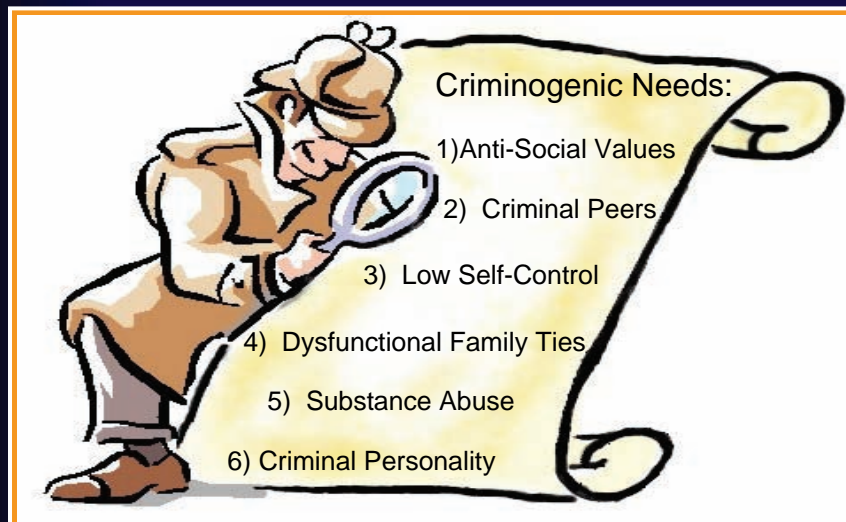 Criminogenic Needs:
1)Anti-Social Values
2) Criminal Peers
3) Low Self-Control
4) Dysfunctional Family Ties
5) Substance Abuse
6) Criminal Personality